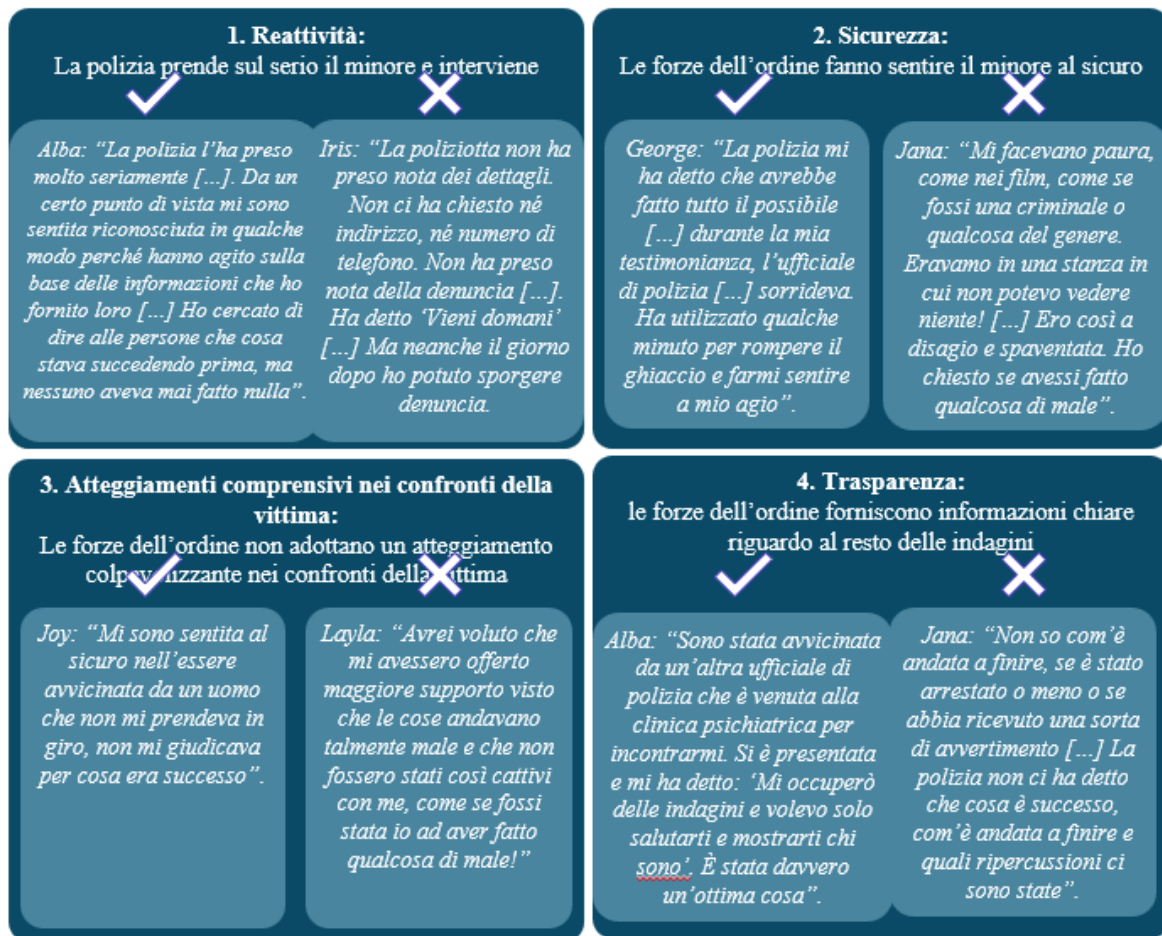 1. Reattività:
La polizia prende sul serio il minore e interviene
Alba: “La polizia l’ha preso
molto seriamente [...]. Da un
certo punto di vista mi sono
sentita riconosciuta in qualche
modo perché hanno agito sulla
base delle informazioni che ho
fornito loro [...] Ho cercato di
dire alle persone che cosa
stava succedendo prima, ma
nessuno aveva mai fatto nulla”.
Iris: “La poliziotta non ha
preso nota dei dettagli.
Non ci ha chiesto né
indirizzo, né numero di
telefono. Non ha preso
nota della denuncia [...].
Ha detto ‘Vieni domani’
[...] Ma neanche il giorno
dopo ho potuto sporgere
denuncia.
2. Sicurezza:
Le forze dell’ordine fanno sentire il minore al sicuro
George: “La polizia mi
ha detto che avrebbe
fatto tutto il possibile
[...] durante la mia
testimonianza, l’ufficiale
di polizia [...] sorrideva.
Ha utilizzato qualche
minuto per rompere il
ghiaccio e farmi sentire
a mio agio”.
Jana: “Mi facevano paura,
come nei film, come se
fossi una criminale o
qualcosa del genere.
Eravamo in una stanza in
cui non potevo vedere
niente! [...] Ero così a
disagio e spaventata. Ho
chiesto se avessi fatto
qualcosa di male”.
3. Atteggiamenti comprensivi nei confronti della
vittima:
Le forze dell’ordine non adottano un atteggiamento
colpevolizzante nei confronti della vittima
Joy: “Mi sono sentita al
sicuro nell’essere
avvicinata da un uomo
che non mi prendeva in
giro, non mi giudicava
per cosa era successo”.
Layla: “Avrei voluto che
mi avessero offerto
maggiore supporto visto
che le cose andavano
talmente male e che non
fossero stati così cattivi
con me, come se fossi
stata io ad aver fatto
qualcosa di male!”
4. Trasparenza:
le forze dell’ordine forniscono informazioni chiare
riguardo al resto delle indagini
Alba: “Sono stata avvicinata
da un’altra ufficiale di
polizia che è venuta alla
clinica psichiatrica per
incontrarmi. Si è presentata
e mi ha detto: ‘Mi occuperò
delle indagini e volevo solo
salutarti e mostrarti chi
sono’. È stata davvero
un’ottima cosa”.
Jana: “Non so com’è
andata a finire, se è stato
arrestato o meno o se
abbia ricevuto una sorta
di avvertimento [...] La
polizia non ci ha detto
che cosa è successo,
com’è andata a finire e
quali ripercussioni ci
sono state”.